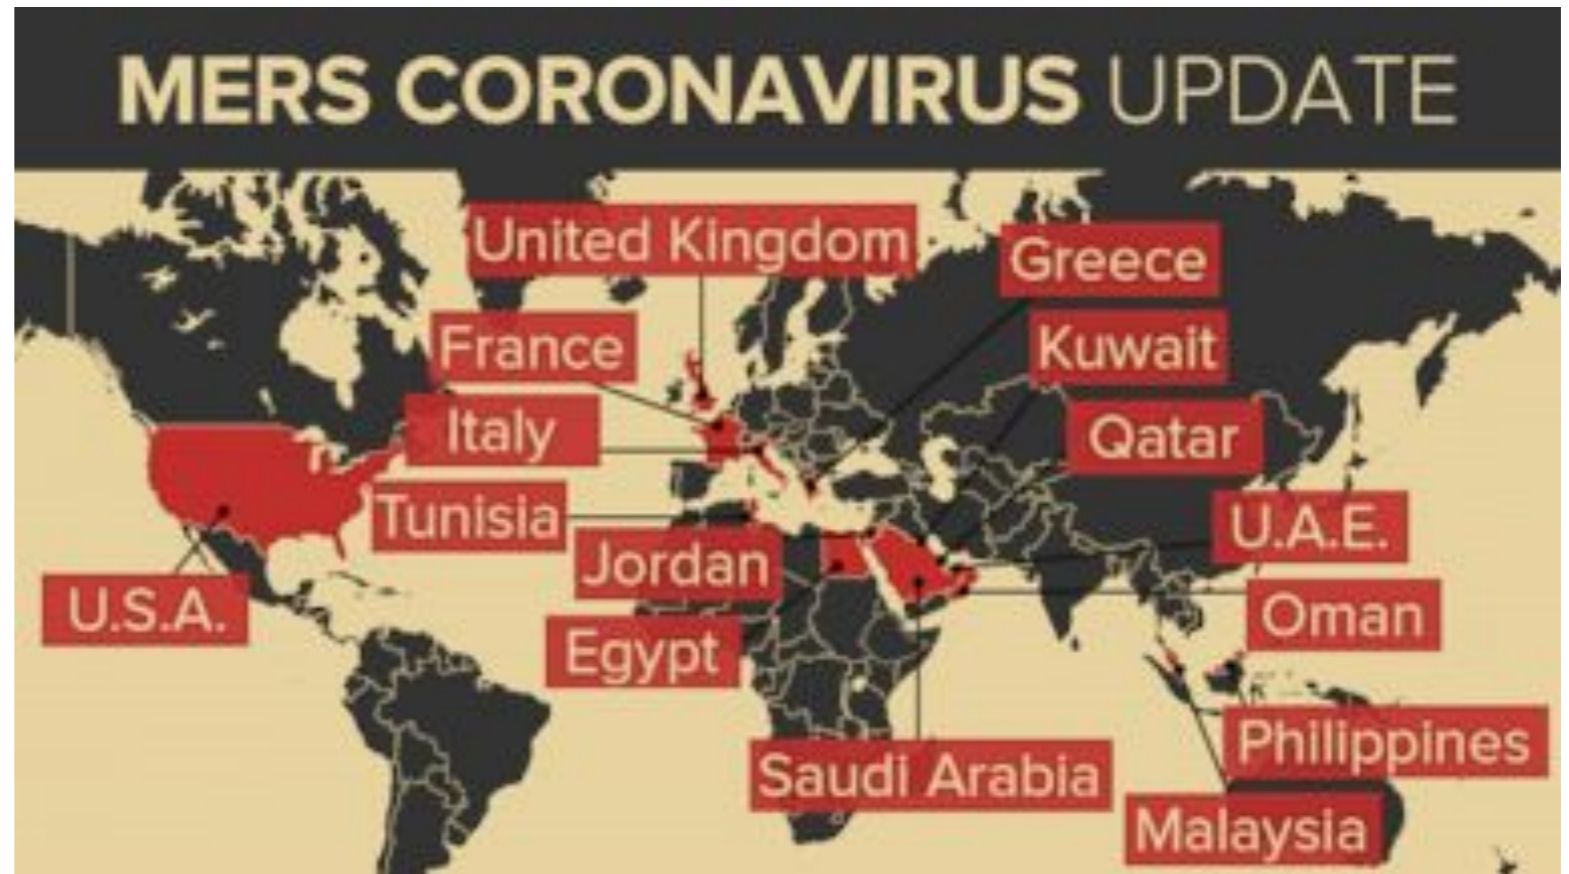 MERS CORONAVIRUS UPDATE
United Kingdom
Greece
France
Kuwait
Italy
Qatar
Tunisia
U.A.E.
Jordan
U.S.A.
Oman
Egypt
Philippines
Saudi Arabia
Malaysia